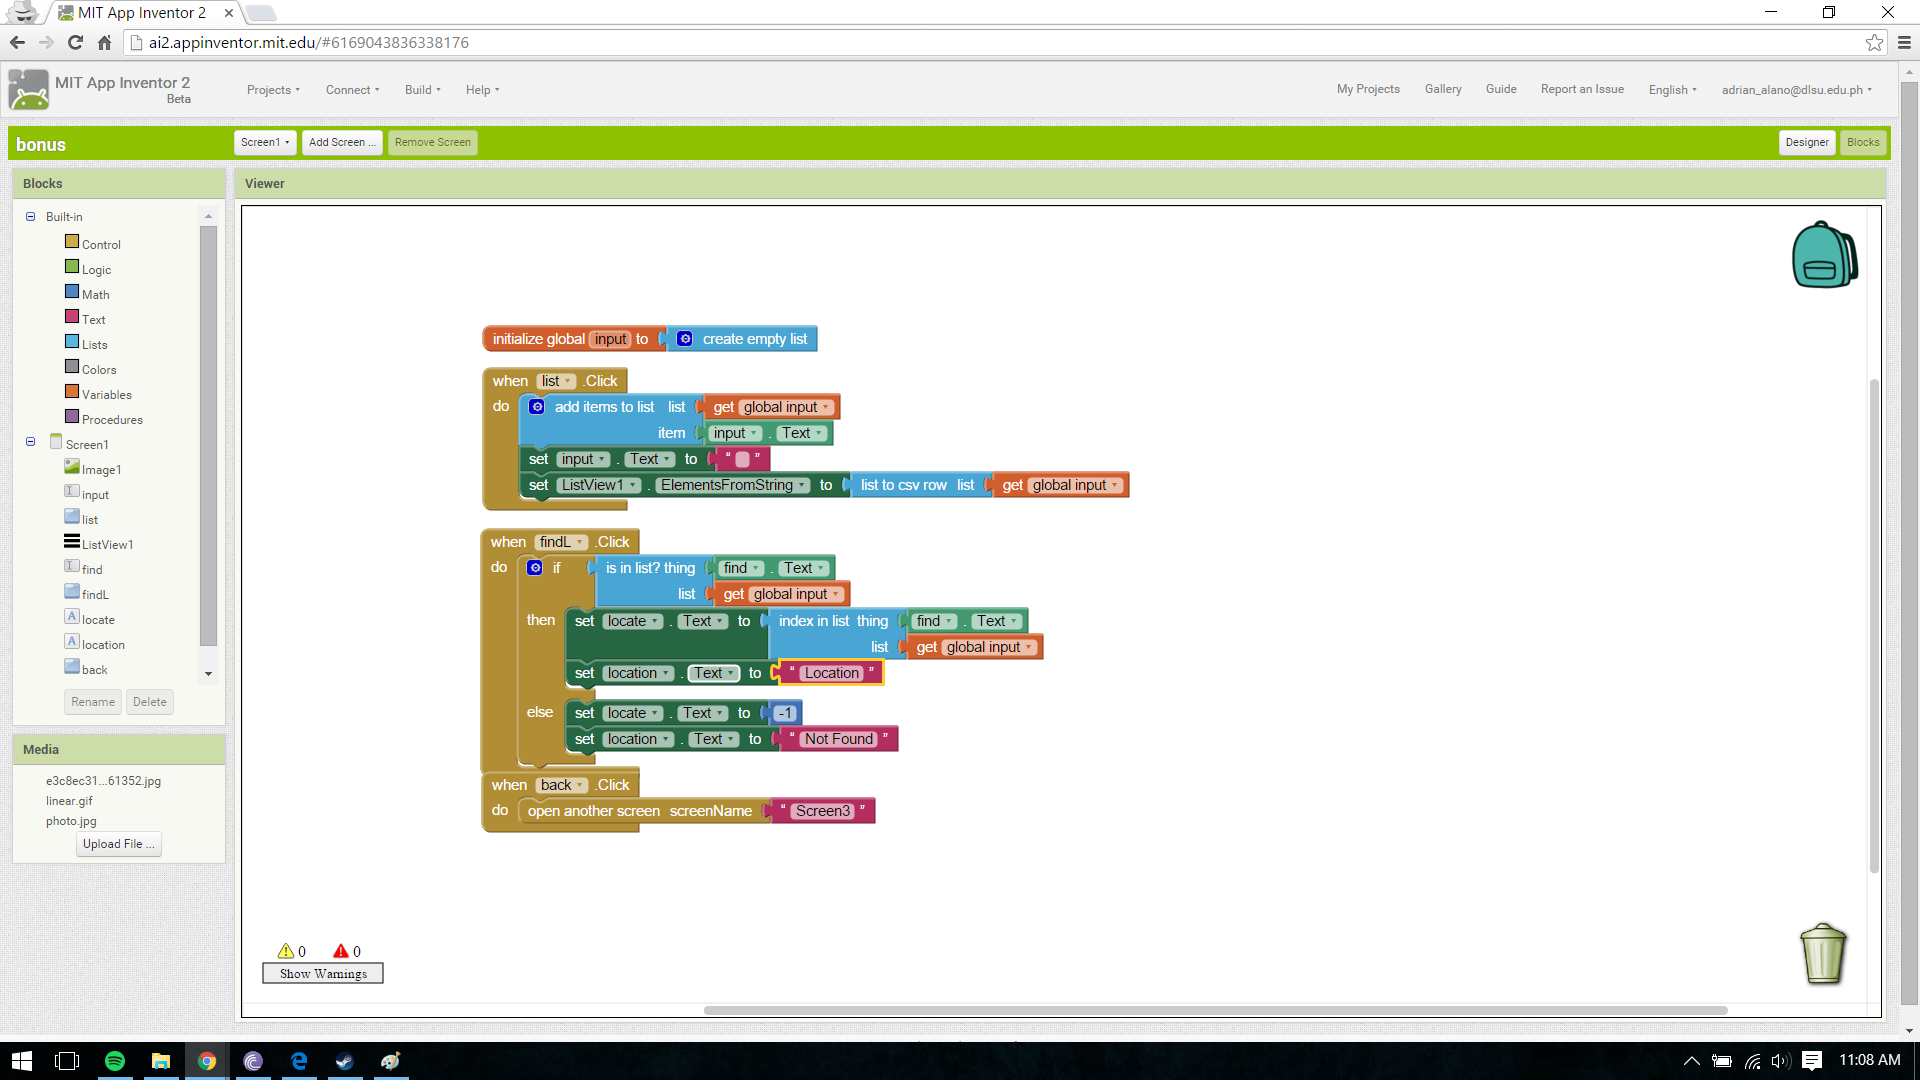 MIT App Inventor 2
ai2.appinventor.mit.edu/#6169043836338176
MIT App Inventor 2
Beta
Projects Connect Build Help
My Projects Gallery Guide Report an Issue English adrian_alano@dlsu.edu.ph
bonus
Screen1 Add Screen ... Remove Screen
Designer Blocks
Blocks
Built-in
Control
Logic
Math
Text
Lists
Colors
Variables
Procedures
Screen1
Image1
input
list
ListView1
find
findL
locate
location
back
Rename Delete
Media
e3c8ec31...61352.jpg
linear.gif
photo.jpg
Upload File ...
Viewer
initialize global input to create empty list
when list .Click
do add items to list list get global input
item input . Text
set input . Text to " "
set ListView1 . ElementsFromString to list to csv row list get global input
when findL .Click
do if is in list? thing find . Text
list get global input
then set locate . Text to index in list thing find . Text
list get global input
set location . Text to " Location "
else set locate . Text to -1
set location . Text to " Not Found "
when back .Click
do open another screen screenName " Screen3 "
0 0
Show Warnings
11:08 AM